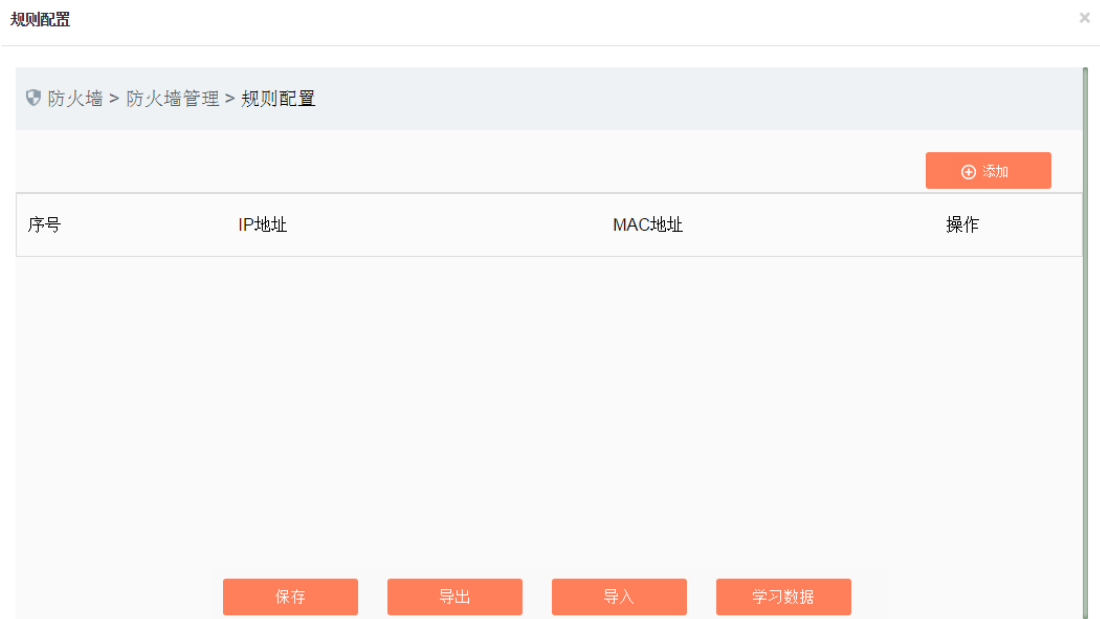 规则配置
防火墙 > 防火墙管理 > 规则配置
添加
序号 IP地址 MAC地址 操作
保存 导出 导入 学习数据